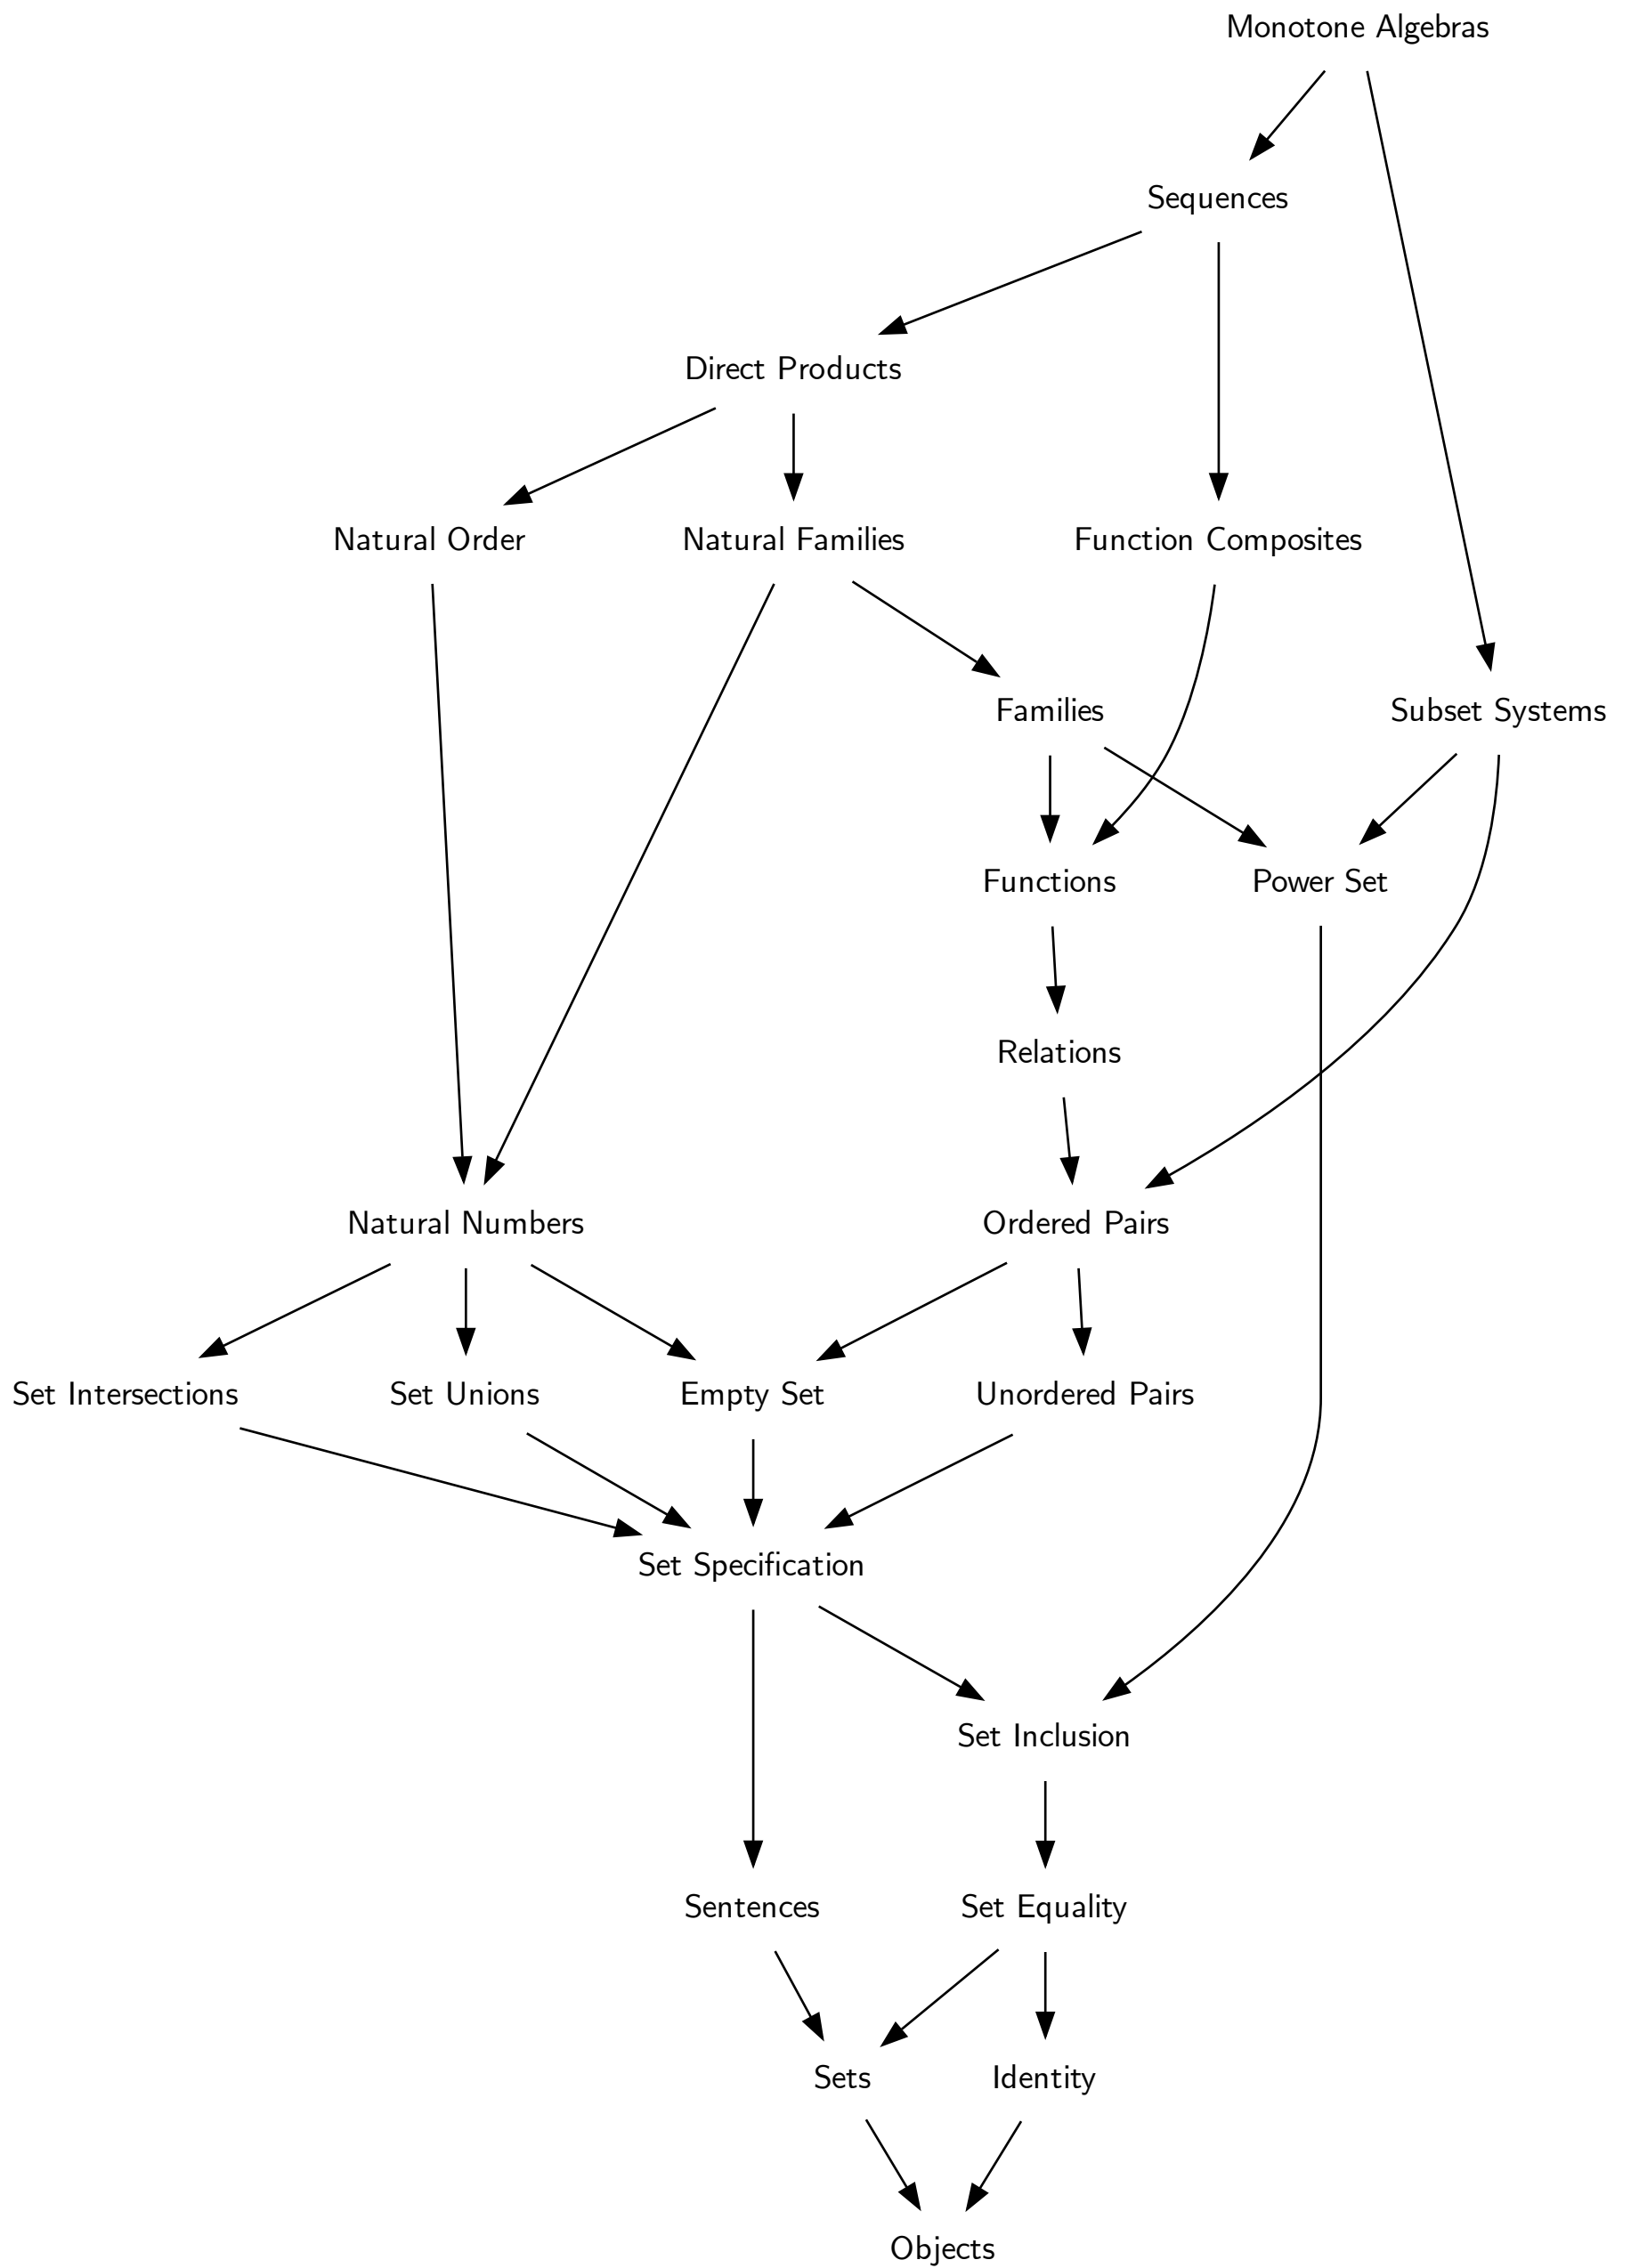 Monotone Algebras
Sequences
Direct Products
Natural Order
Natural Families
Function Composites
Families
Subset Systems
Functions
Power Set
Relations
Natural Numbers
Ordered Pairs
Set Intersections
Set Unions
Empty Set
Unordered Pairs
Set Specification
Set Inclusion
Sentences
Set Equality
Sets
Identity
Objects